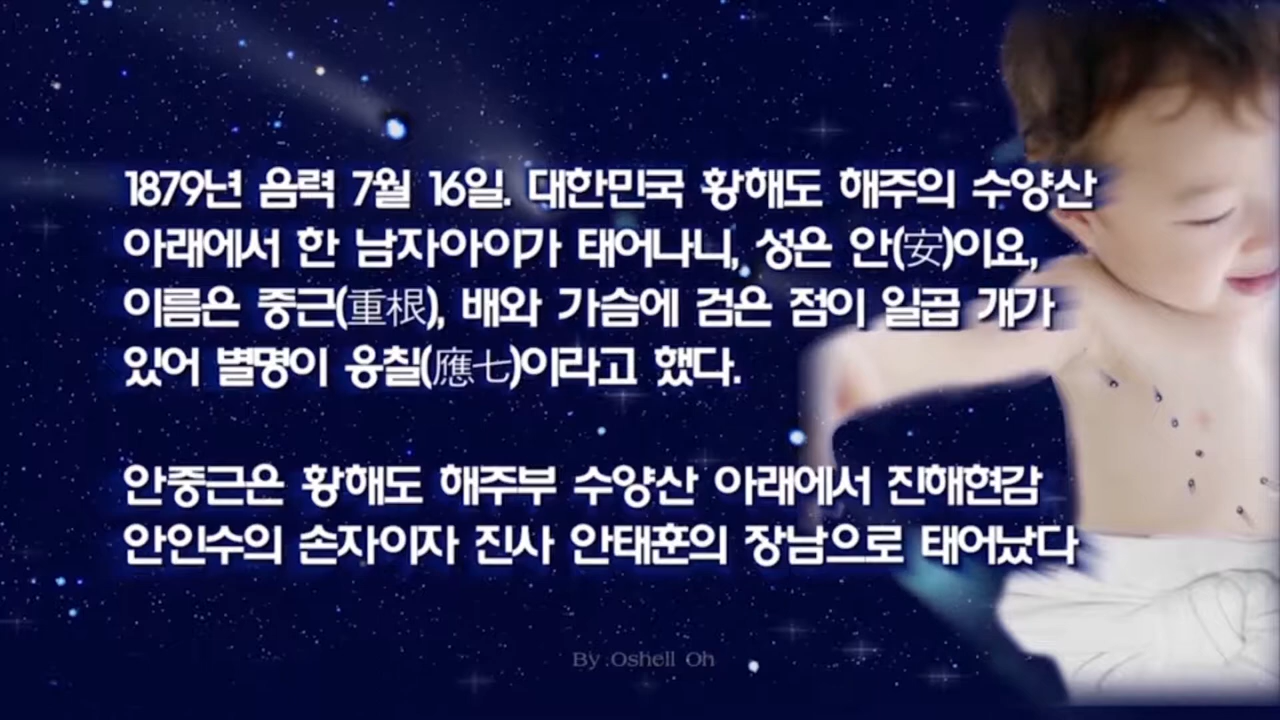 1879년 음력 7월 16일. 대한민국 황해도 해주의 수양산
아래에서 한 남자아이가 태어나니, 성은 안(安)이요,
이름은 중근(重根), 배와 가슴에 검은 점이 일곱 개가
있어 별명이 응칠(應七)이라고 했다.
안중근은 황해도 해주부 수양산 아래에서 진해현감
안인수의 손자이자 진사 안태훈의 장남으로 태어났다
By Oshell Oh